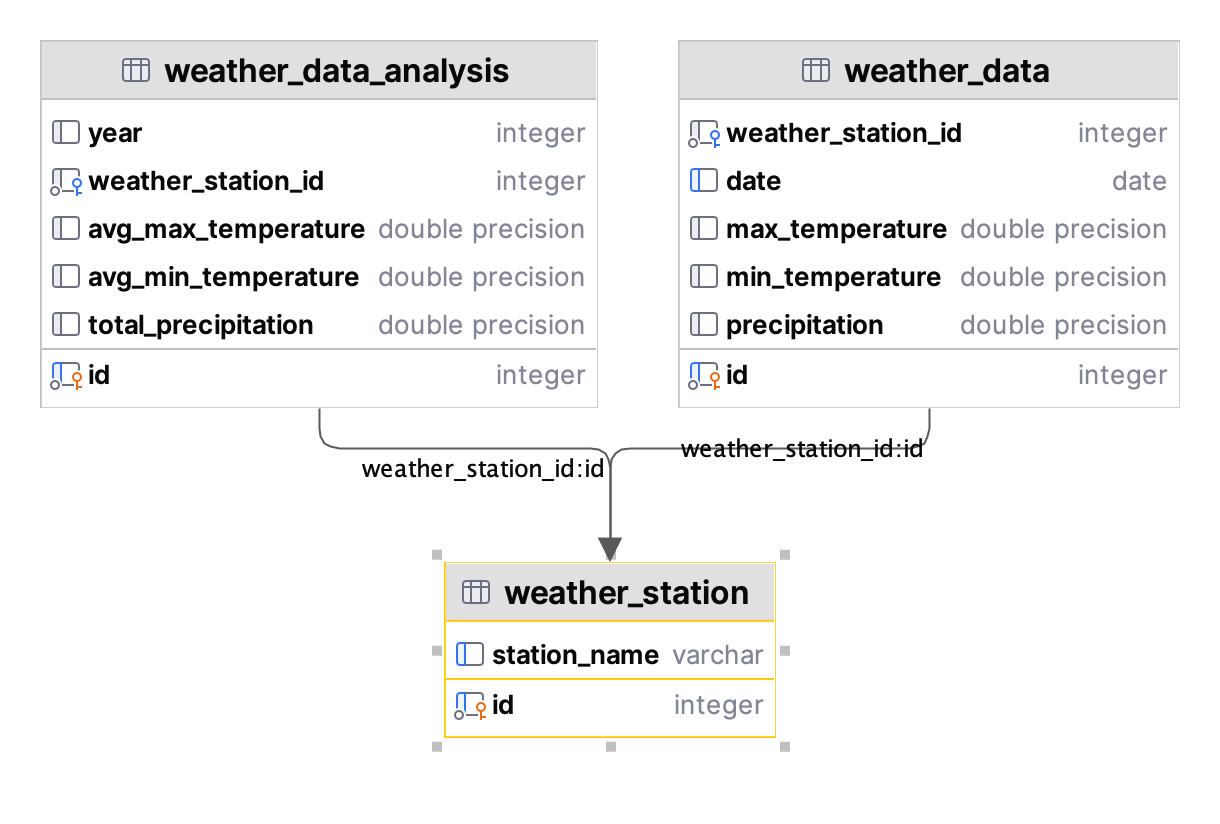 weather_data_analysis
year integer
weather_station_id integer
avg_max_temperature double precision
avg_min_temperature double precision
total_precipitation double precision
id integer
weather_data
weather_station_id integer
date date
max_temperature double precision
min_temperature double precision
precipitation double precision
id integer
weather_station_id:id
weather_station_id:id
weather_station
station_name varchar
id integer